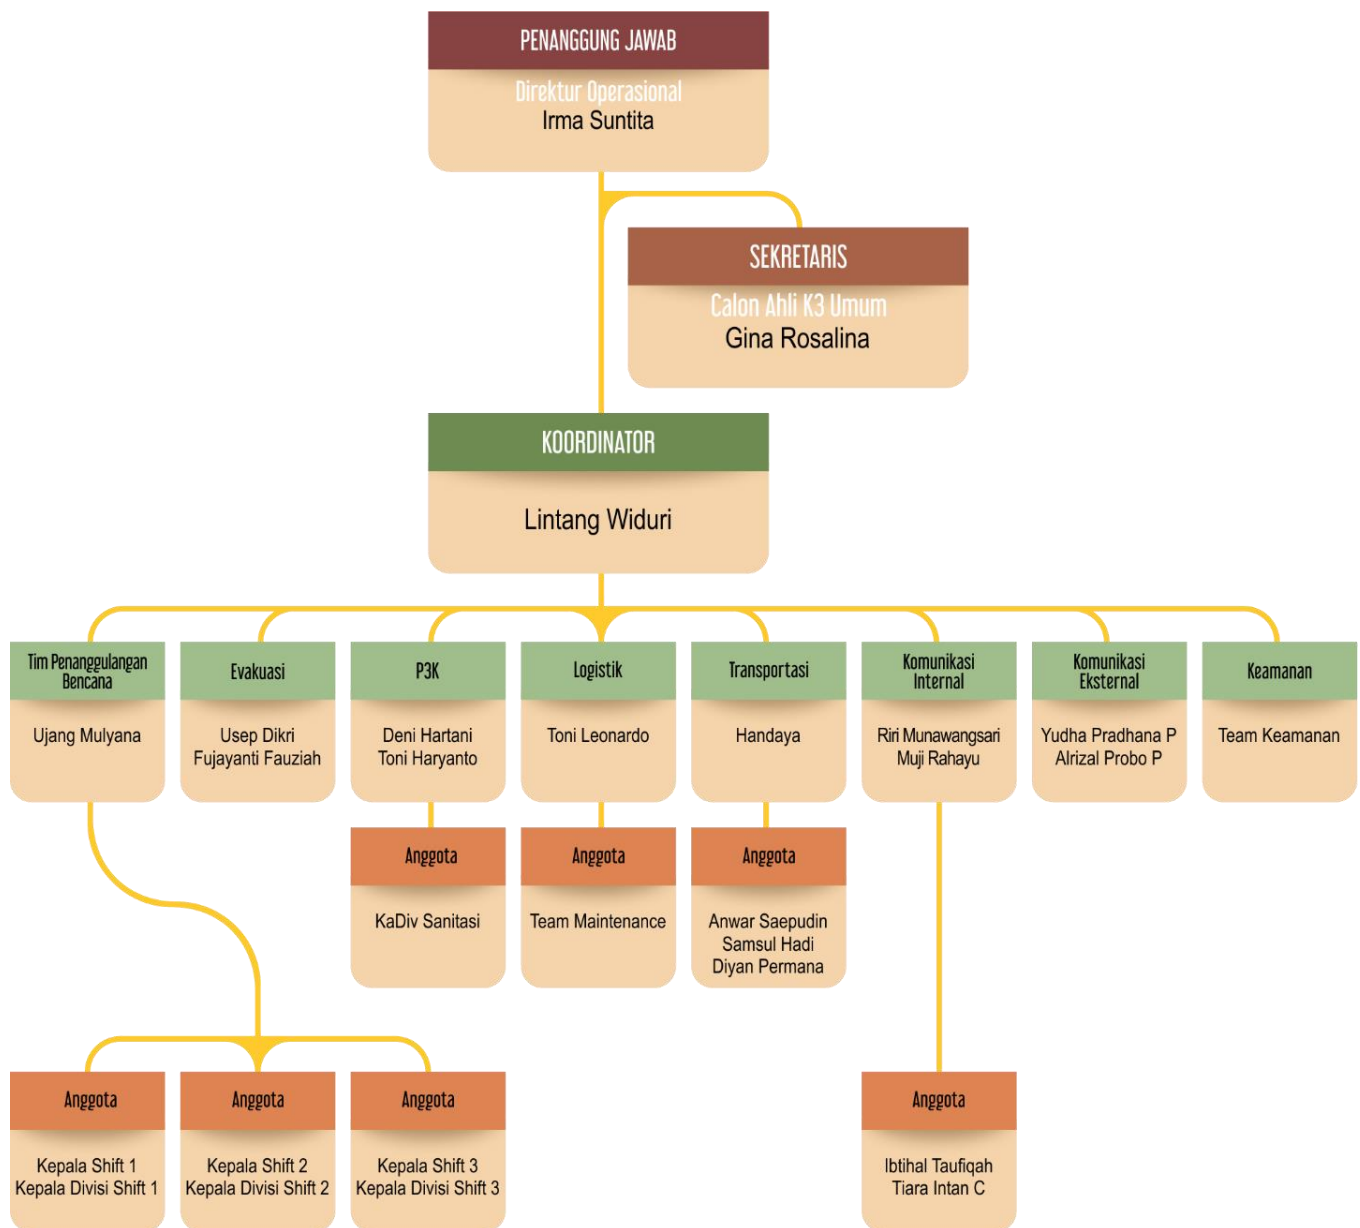 PENANGGUNG JAWAB
Direktur Operasional
Irma Suntita
SEKRETARIS
Calon Ahli K3 Umum
Gina Rosalina
KOORDINATOR
Lintang Widuri
Tim Penanggulangan
Bencana
Ujang Mulyana
Evakuasi
Usep Dikri
Fujayanti Fauziah
P3K
Deni Hartani
Toni Haryanto
Logistik
Toni Leonardo
Transportasi
Handaya
Komunikasi
Internal
Riri Munawangsari
Muji Rahayu
Komunikasi
Eksternal
Yudha Pradhana P
Alrizal Probo P
Keamanan
Team Keamanan
Anggota
KaDiv Sanitasi
Anggota
Team Maintenance
Anggota
Anwar Saepudin
Samsul Hadi
Diyan Permana
Anggota
Kepala Shift 1
Kepala Divisi Shift 1
Anggota
Kepala Shift 2
Kepala Divisi Shift 2
Anggota
Kepala Shift 3
Kepala Divisi Shift 3
Anggota
Ibtihal Taufiqah
Tiara Intan C